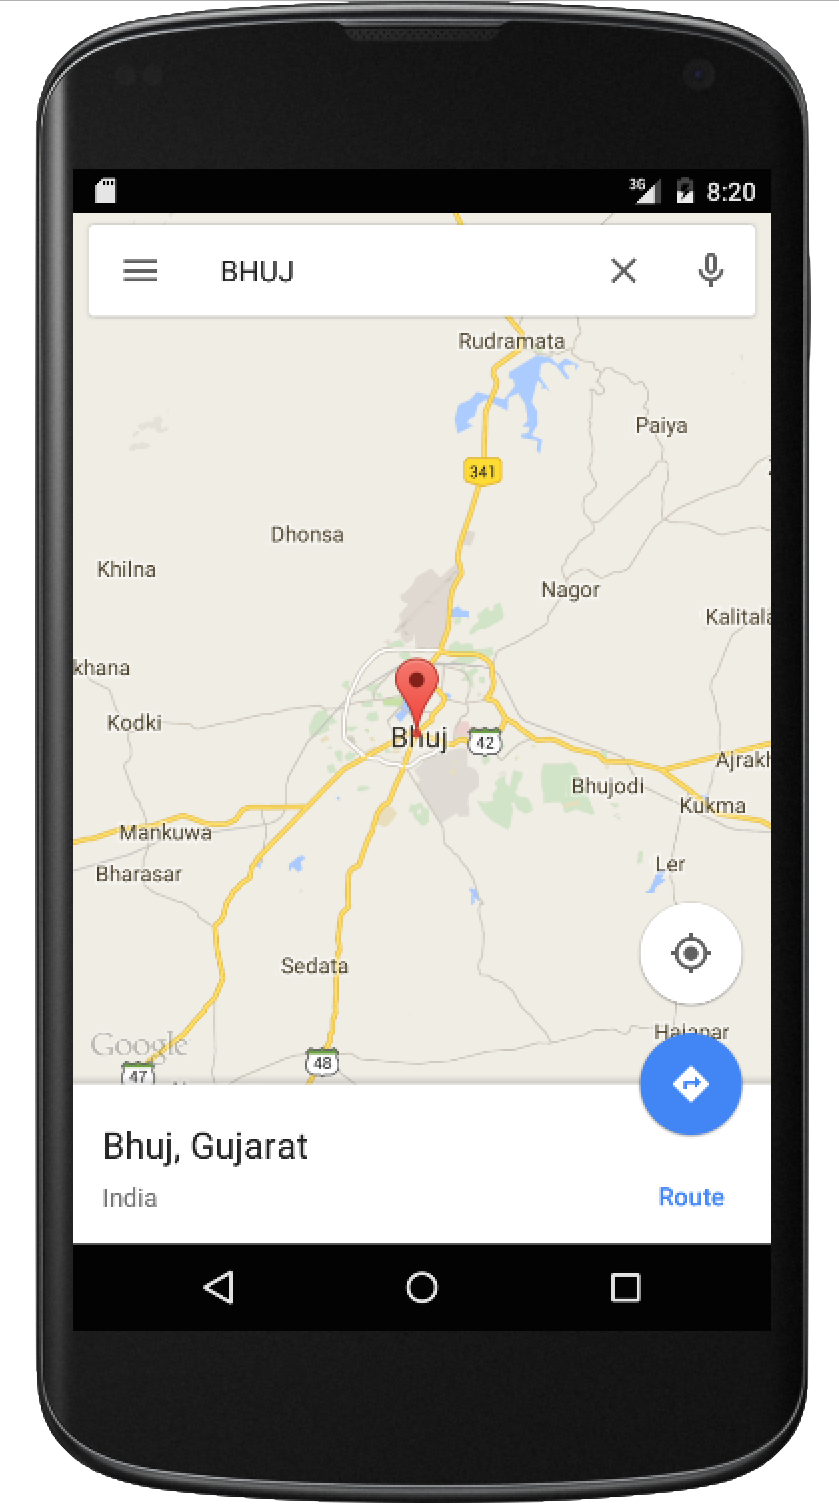 3G 8:20
BHUJ
Rudramata
Paiya
341
Dhonsa
Khilna
Nagor
Kalitala
khana
Kodki
Bhuj
42
Ajrakh
Bhujodi
Kukma
Mankuwa
Ler
Bharasar
Sedata
Hajapar
Google
48
47
Bhuj, Gujarat
India
Route